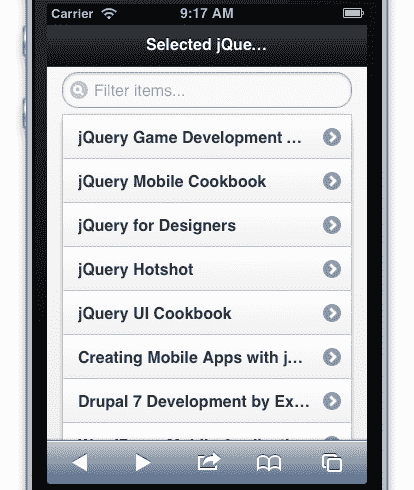 Carrier 9:17 AM
Selected jQue...
Filter items...
jQuery Game Development ...
jQuery Mobile Cookbook
jQuery for Designers
jQuery Hotshot
jQuery UI Cookbook
Creating Mobile Apps with j...
Drupal 7 Development by Ex...